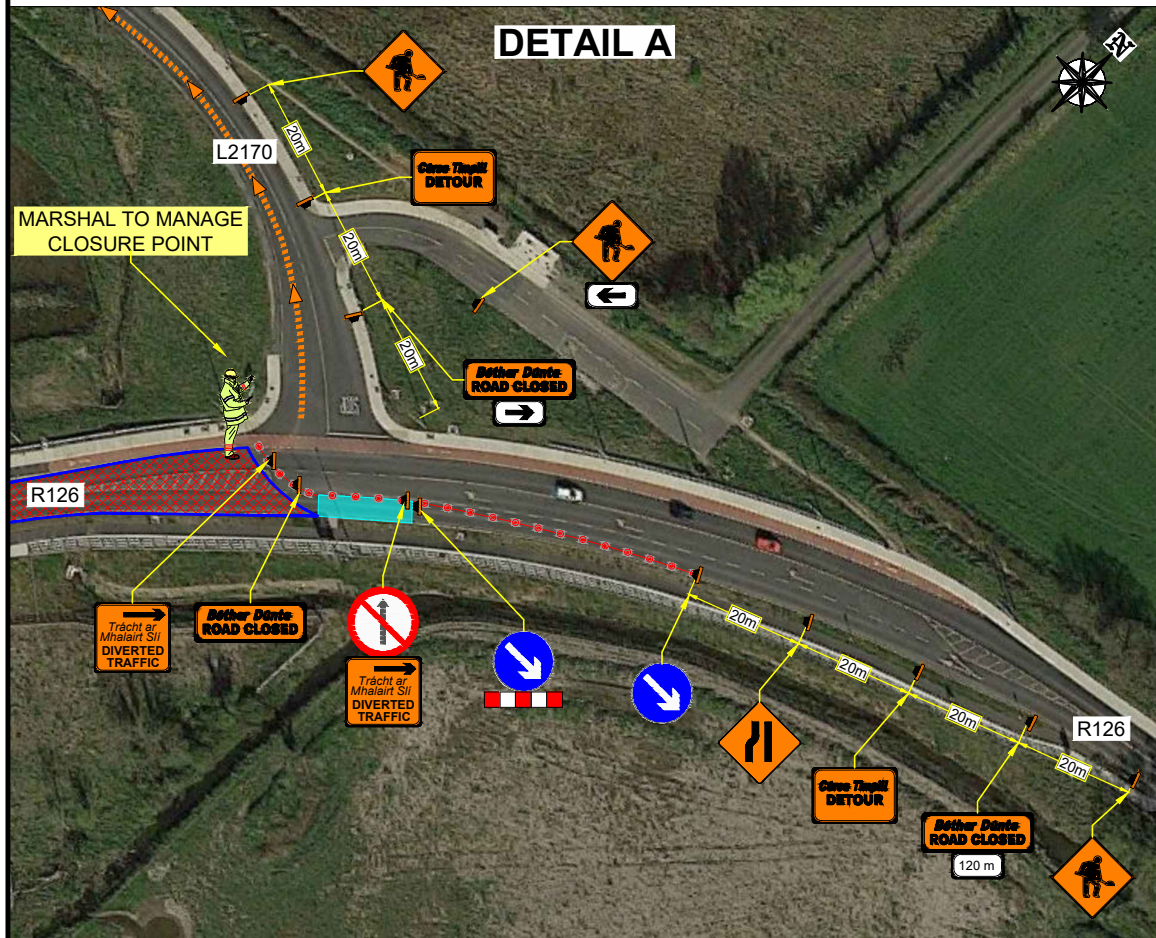 DETAIL A
N
20m
L2170
Cúrsa Timpill
DETOUR
MARSHAL TO MANAGE
CLOSURE POINT
20m
20m
Bóthar Dúnta
ROAD CLOSED
R126
Trácht ar
Mhalairt Slí
DIVERTED
TRAFFIC
Bóthar Dúnta
ROAD CLOSED
Trácht ar
Mhalairt Slí
DIVERTED
TRAFFIC
20m
20m
20m
20m
R126
Cúrsa Timpill
DETOUR
Bóthar Dúnta
ROAD CLOSED
120 m